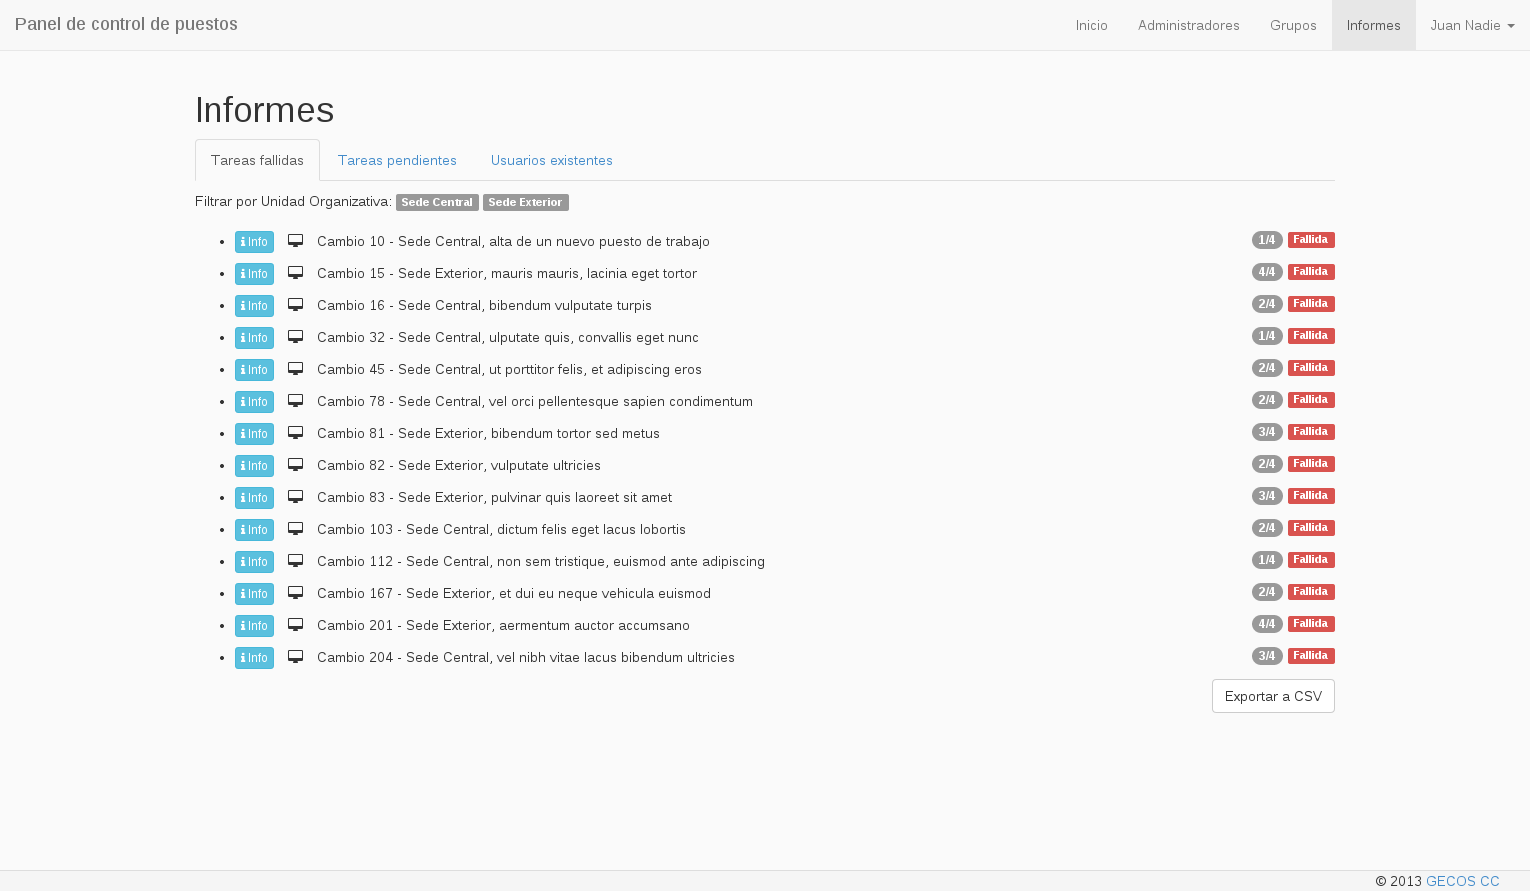 Panel de control de puestos Inicio Administradores Grupos Informes Juan Nadie
Informes
Tareas fallidas Tareas pendientes Usuarios existentes
Filtrar por Unidad Organizativa: Sede Central Sede Exterior
Info Cambio 10 - Sede Central, alta de un nuevo puesto de trabajo 1/4 Fallida
Info Cambio 15 - Sede Exterior, mauris mauris, lacinia eget tortor 4/4 Fallida
Info Cambio 16 - Sede Central, bibendum vulputate turpis 2/4 Fallida
Info Cambio 32 - Sede Central, ulputate quis, convallis eget nunc 1/4 Fallida
Info Cambio 45 - Sede Central, ut porttitor felis, et adipiscing eros 2/4 Fallida
Info Cambio 78 - Sede Central, vel orci pellentesque sapien condimentum 2/4 Fallida
Info Cambio 81 - Sede Exterior, bibendum tortor sed metus 3/4 Fallida
Info Cambio 82 - Sede Exterior, vulputate ultricies 2/4 Fallida
Info Cambio 83 - Sede Exterior, pulvinar quis laoreet sit amet 3/4 Fallida
Info Cambio 103 - Sede Central, dictum felis eget lacus lobortis 2/4 Fallida
Info Cambio 112 - Sede Central, non sem tristique, euismod ante adipiscing 1/4 Fallida
Info Cambio 167 - Sede Exterior, et dui eu neque vehicula euismod 2/4 Fallida
Info Cambio 201 - Sede Exterior, aermentum auctor accumsano 4/4 Fallida
Info Cambio 204 - Sede Central, vel nibh vitae lacus bibendum ultricies 3/4 Fallida
Exportar a CSV
© 2013 GECOS CC